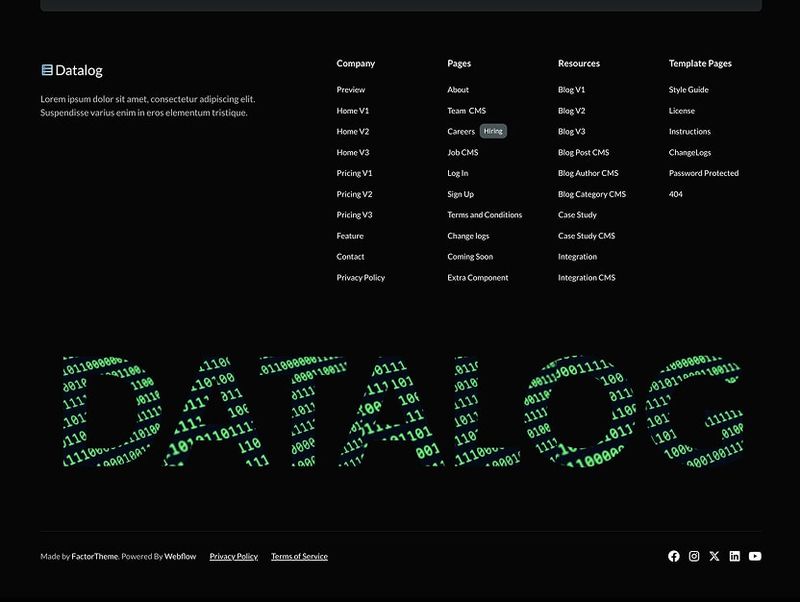 Datalog
Lorem ipsum dolor sit amet, consectetur adipiscing elit.
Suspendisse varius enim in eros elementum tristique.
Company
Preview
Home V1
Home V2
Home V3
Pricing V1
Pricing V2
Pricing V3
Feature
Contact
Privacy Policy
Pages
About
Team CMS
Careers Hiring
Job CMS
Log In
Sign Up
Terms and Conditions
Change logs
Coming Soon
Extra Component
Resources
Blog V1
Blog V2
Blog V3
Blog Post CMS
Blog Author CMS
Blog Category CMS
Case Study
Case Study CMS
Integration
Integration CMS
Template Pages
Style Guide
License
Instructions
ChangeLogs
Password Protected
404
DATALOG
Made by FactorTheme. Powered By Webflow Privacy Policy Terms of Service